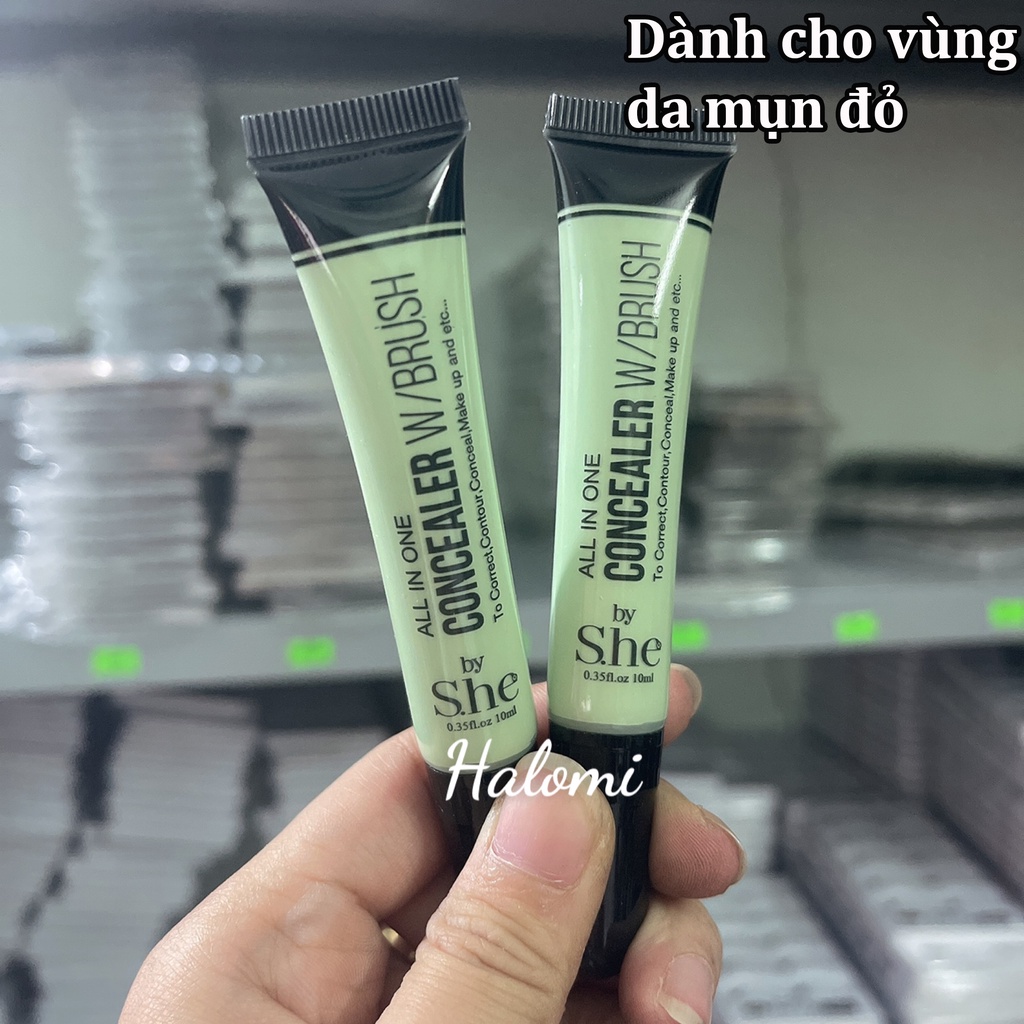 Dành cho vùng
da mụn đỏ
ALL IN ONE
CONCEALER W/BRUSH
To Correct,Contour,Conceal,Make up and etc...
by
S.he
0.35fl.oz 10ml
ALL IN ONE
CONCEALER W/BRUSH
To Correct,Contour,Conceal,Make up and etc...
by
S.he
0.35fl.oz 10ml
Halomi